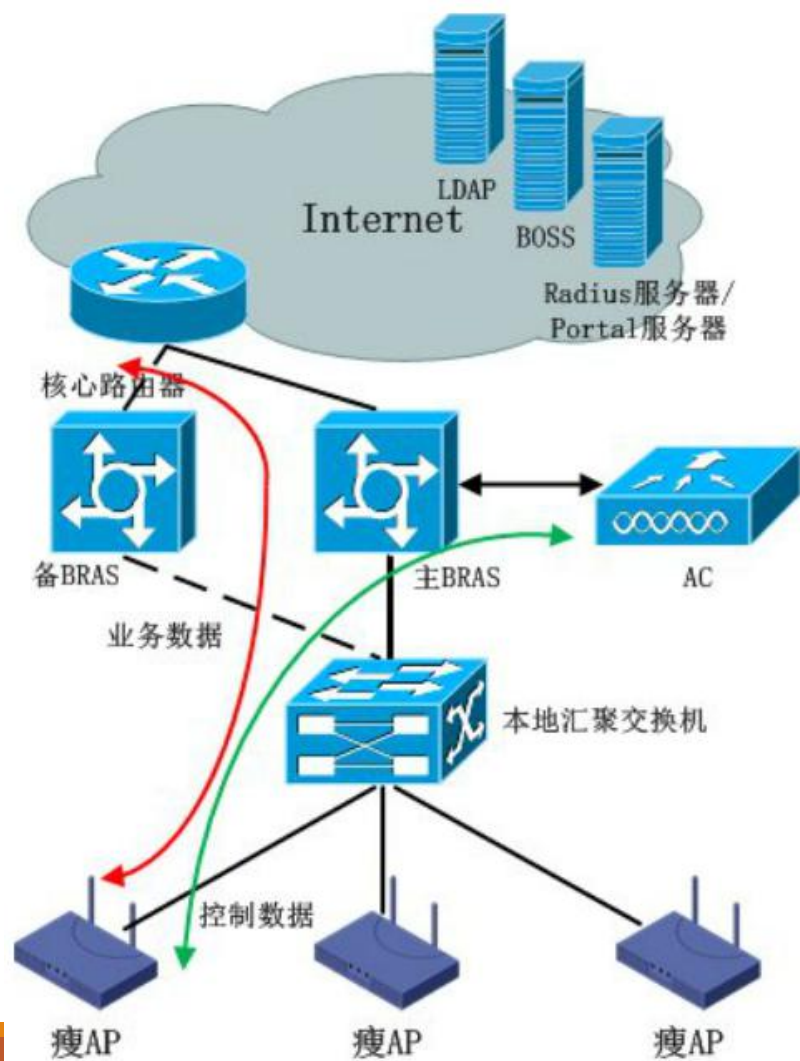 LDAP
Internet
BOSS
Radius服务器/
Portal服务器
核心路由器
备BRAS
主BRAS
AC
业务数据
本地汇聚交换机
控制数据
瘦AP
瘦AP
瘦AP